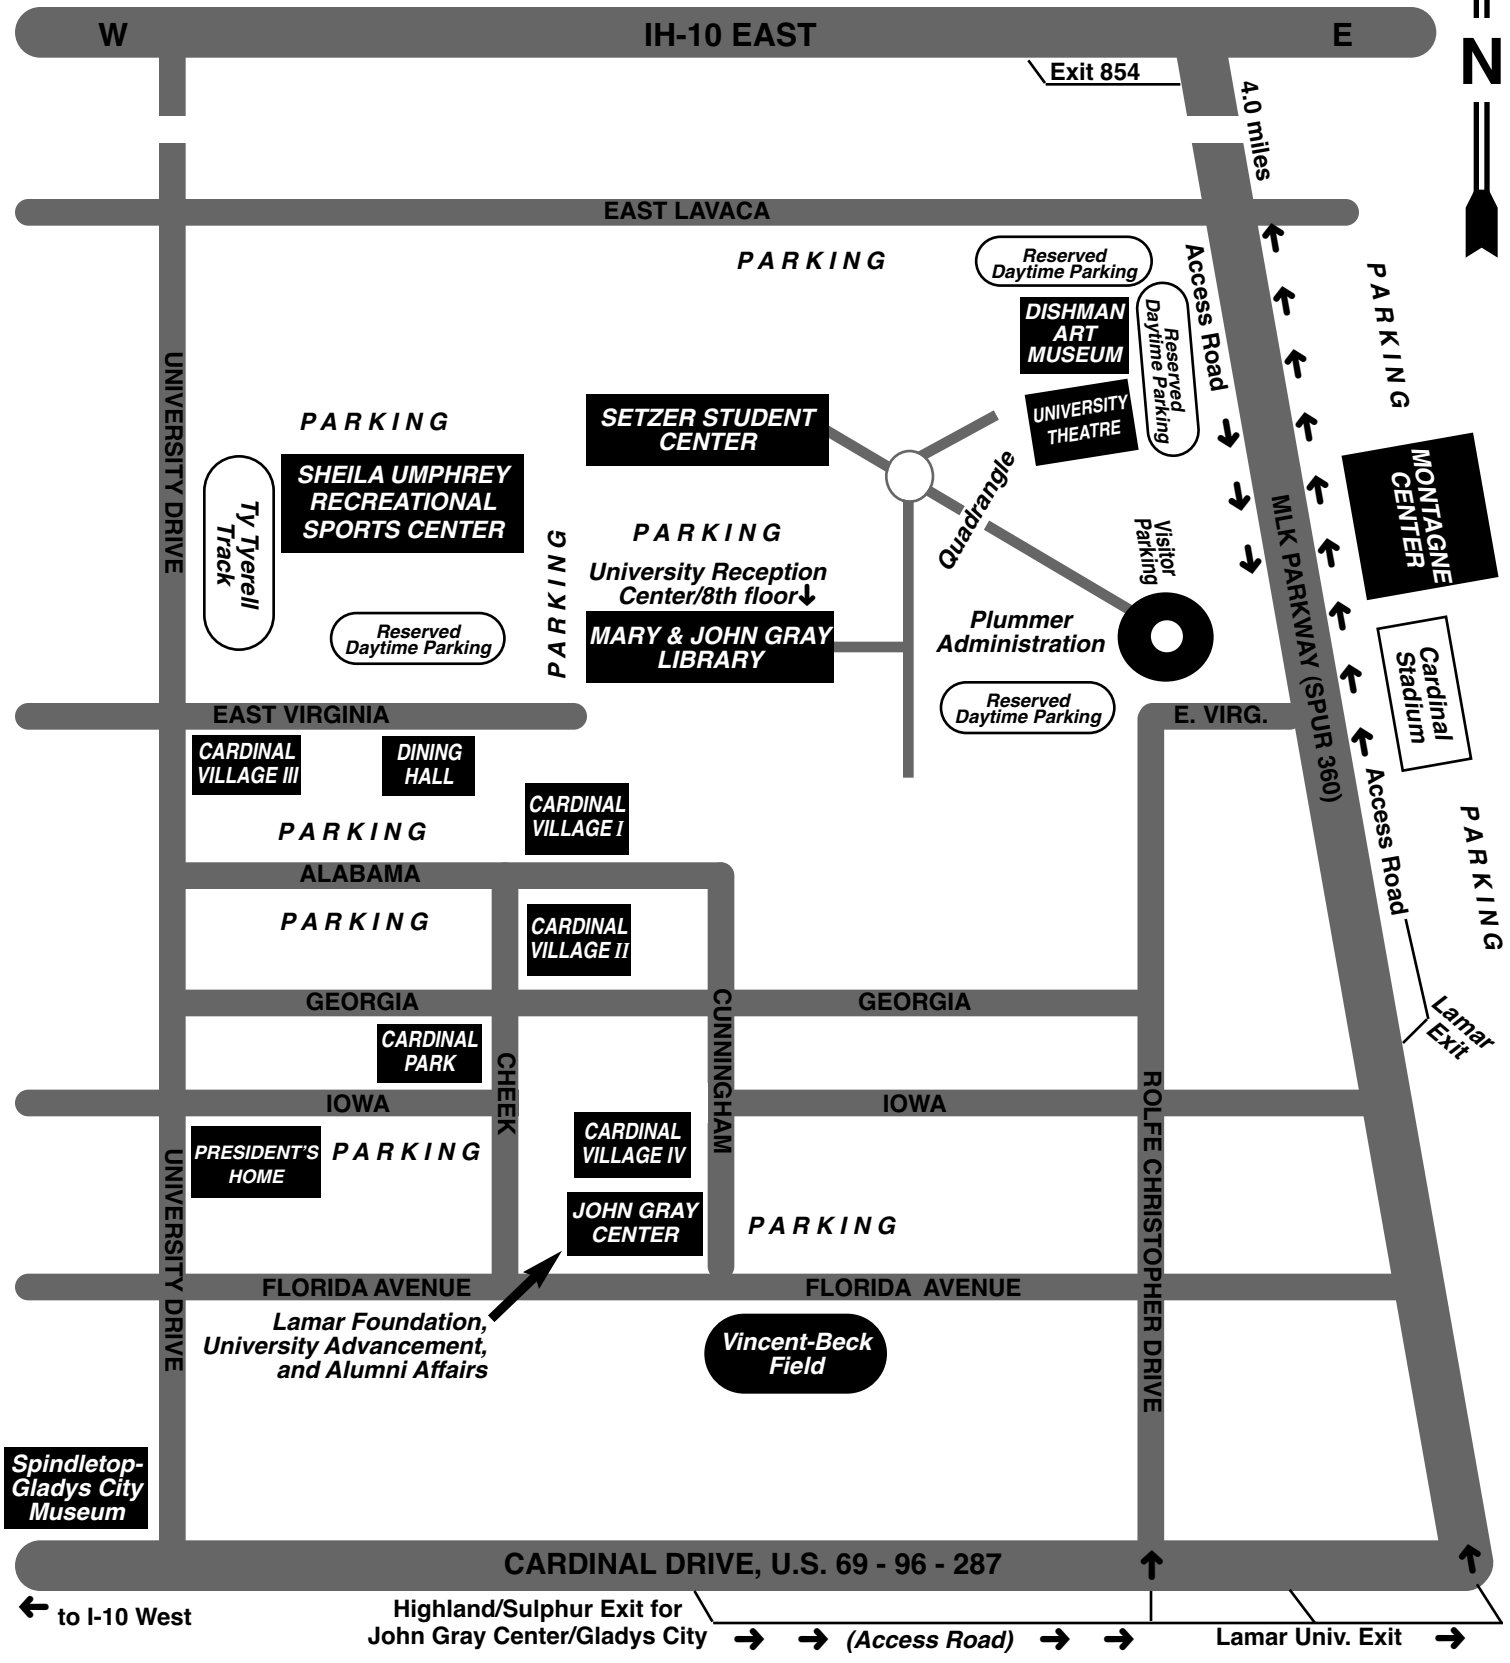 W
IH-10 EAST
E
N
Exit 854
4.0 miles
EAST LAVACA
PARKING
Reserved
Daytime Parking
Access Road
PARKING
DISHMAN
ART
MUSEUM
Reserved
Daytime Parking
UNIVERSITY DRIVE
PARKING
SETZER STUDENT
CENTER
UNIVERSITY
THEATRE
SHEILA UMPHREY
RECREATIONAL
SPORTS CENTER
Ty Tyerell
Track
Quadrangle
MONTAGNE
CENTER
PARKING
PARKING
Visitor
Parking
MLK PARKWAY (SPUR 360)
University Reception
Center/8th floor
Reserved
Daytime Parking
MARY & JOHN GRAY
LIBRARY
Plummer
Administration
Cardinal
Stadium
Reserved
Daytime Parking
EAST VIRGINIA
E. VIRG.
CARDINAL
VILLAGE III
DINING
HALL
CARDINAL
VILLAGE I
PARKING
Access Road
PARKING
ALABAMA
PARKING
CARDINAL
VILLAGE II
GEORGIA
GEORGIA
CUNNINGHAM
Lamar
Exit
CARDINAL
PARK
CHEEK
IOWA
IOWA
ROLFE CHRISTOPHER DRIVE
PRESIDENT'S
HOME
PARKING
CARDINAL
VILLAGE IV
UNIVERSITY DRIVE
JOHN GRAY
CENTER
PARKING
FLORIDA AVENUE
FLORIDA AVENUE
Lamar Foundation,
University Advancement,
and Alumni Affairs
Vincent-Beck
Field
Spindletop-
Gladys City
Museum
CARDINAL DRIVE, U.S. 69 - 96 - 287
to I-10 West
Highland/Sulphur Exit for
John Gray Center/Gladys City
(Access Road)
Lamar Univ. Exit